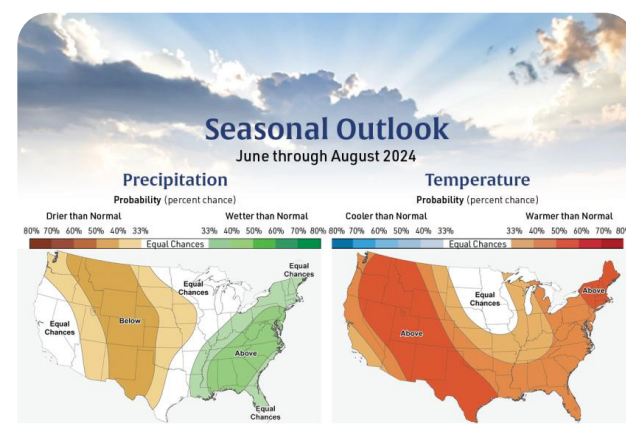 Seasonal Outlook
June through August 2024
Precipitation
Probability (percent chance)
Drier than Normal
Wetter than Normal
80% 70% 60% 50% 40% 33%
33% 40% 50% 60% 70% 80%
Equal Chances
Equal
Chances
Below
Equal
Chances
Equal
Chances
Above
Equal
Chances
Temperature
Probability (percent chance)
Cooler than Normal
Warmer than Normal
80% 70% 60% 50% 40% 33%
33% 40% 50% 60% 70% 80%
Equal Chances
Above
Equal
Chances
Above